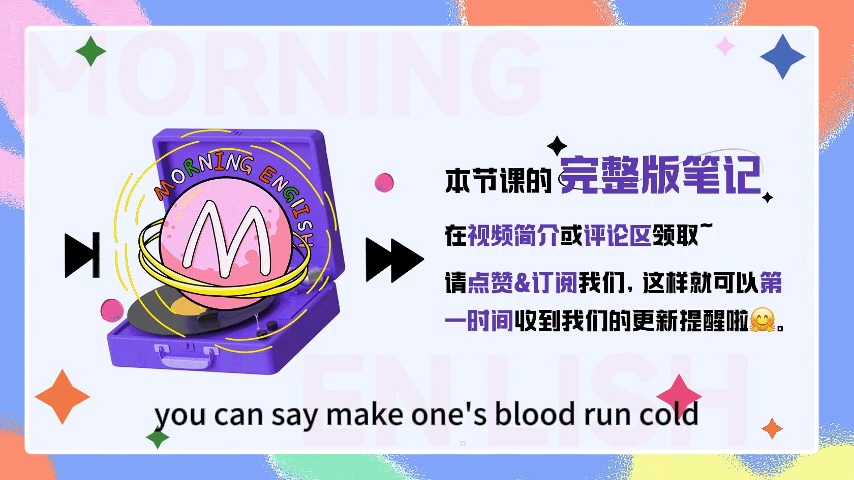 MORNING
MORNING ENGLISH
M
本节课的 完整版笔记
在视频简介或评论区领取~
请点赞&订阅我们，这样就可以第
一时间收到我们的更新提醒啦🤗。
EN LISH
you can say make one's blood run cold